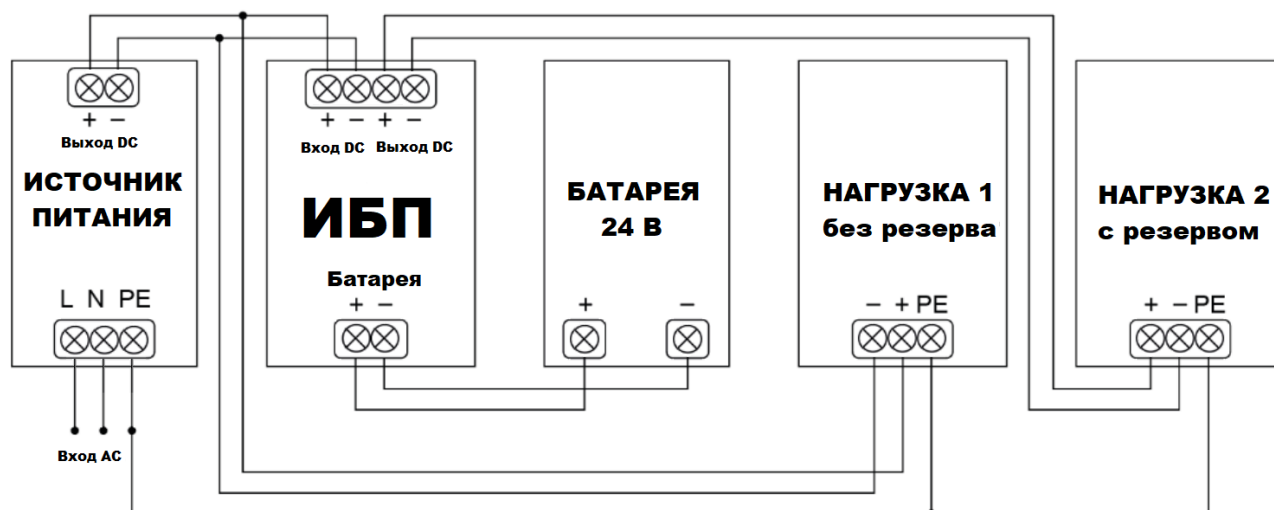 + −
Выход DC
ИСТОЧНИК
ПИТАНИЯ
L N PE
Вход AC
+ − + −
Вход DC Выход DC
ИБП
Батарея
+ −
БАТАРЕЯ
24 В
+ −
НАГРУЗКА 1
без резерва
− + PE
НАГРУЗКА 2
с резервом
+ − PE